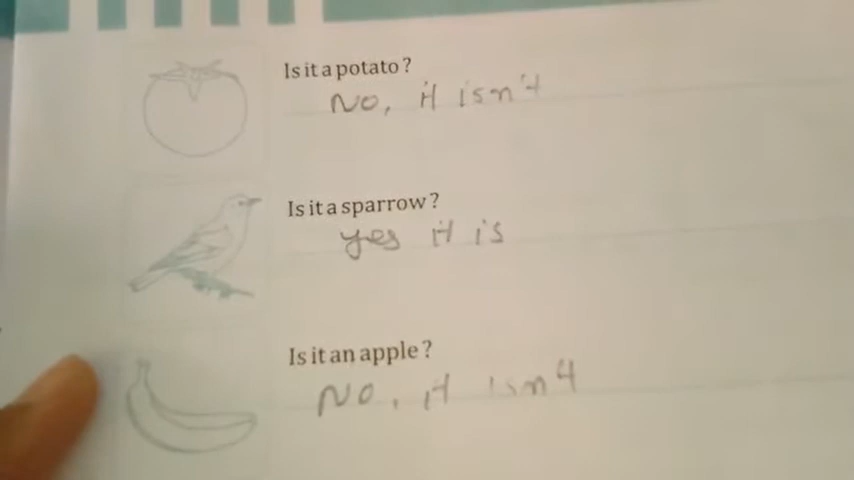 Is it a potato?
No, it isn't
Is it a sparrow?
yes it is
Is it an apple?
No, it isn't